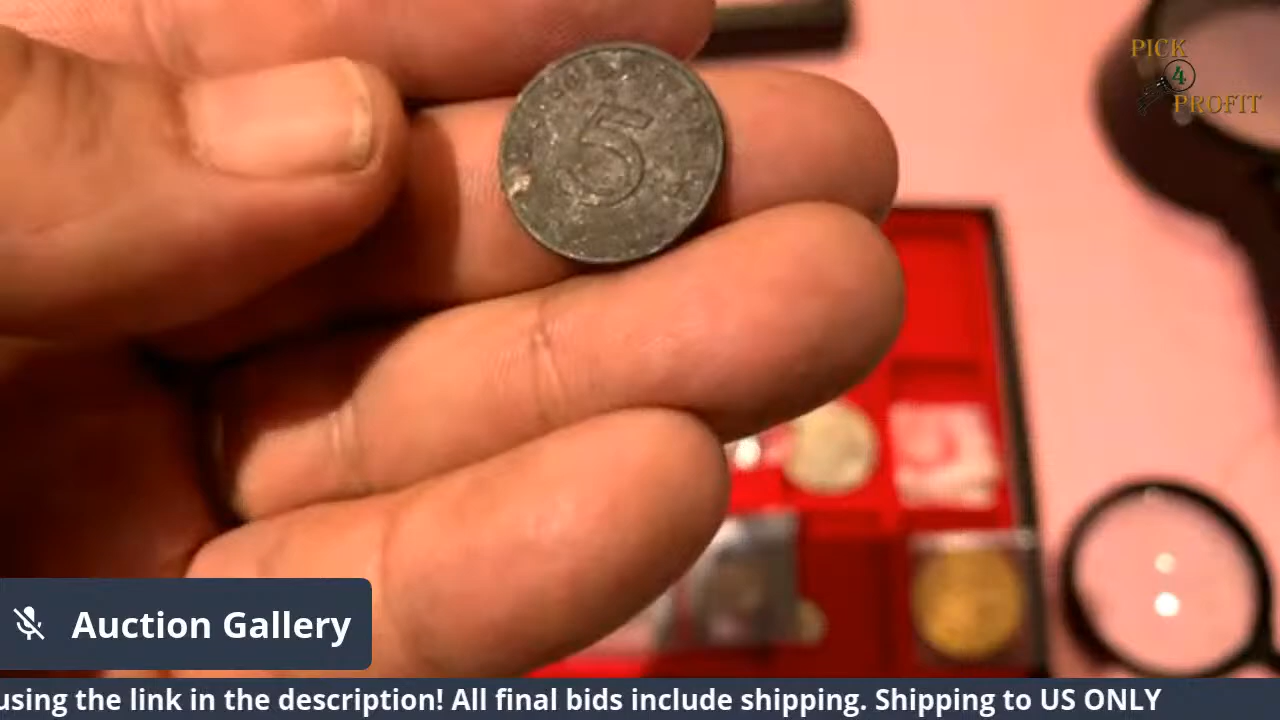 PICK
4
PROFIT
5
Auction Gallery
using the link in the description! All final bids include shipping. Shipping to US ONLY